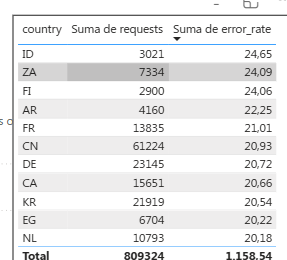 country Suma de requests Suma de error_rate
ID 3021 24,65
ZA 7334 24,09
FI 2900 24,06
AR 4160 22,25
FR 13835 21,01
CN 61224 20,93
DE 23145 20,72
CA 15651 20,66
KR 21919 20,54
EG 6704 20,22
NL 10793 20,18
Total 809324 1.158,54